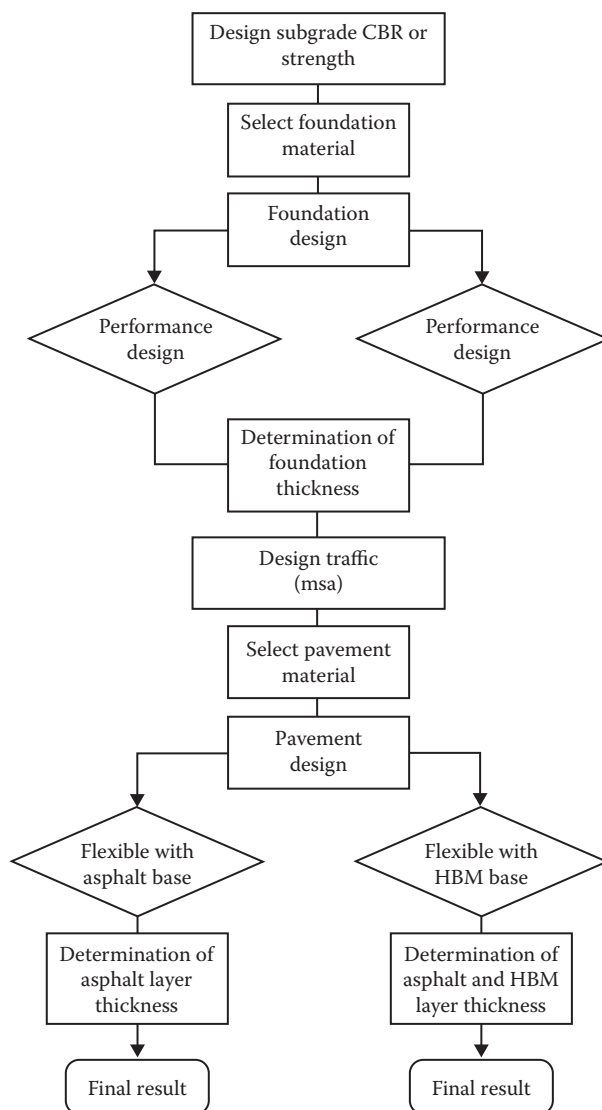 Design subgrade CBR or
strength
Select foundation
material
Foundation
design
Performance
design
Performance
design
Determination of
foundation
thickness
Design traffic
(msa)
Select pavement
material
Pavement
design
Flexible with
asphalt base
Flexible with
HBM base
Determination of
asphalt layer
thickness
Determination of
asphalt and HBM
layer thickness
Final result
Final result